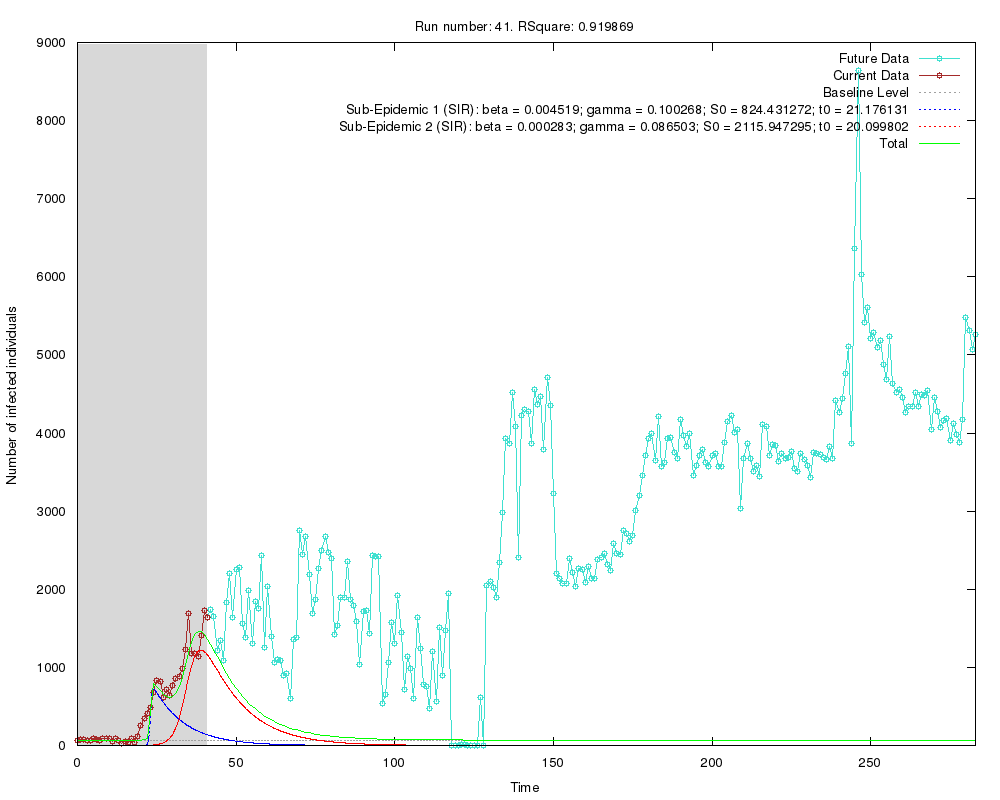 Run number: 41. RSquare: 0.919869
9000
8000
7000
6000
5000
4000
3000
2000
1000
0
Number of infected individuals
Future Data
Current Data
Baseline Level
Sub-Epidemic 1 (SIR): beta = 0.004519; gamma = 0.100268; S0 = 824.431272; t0 = 21.176131
Sub-Epidemic 2 (SIR): beta = 0.000283; gamma = 0.086503; S0 = 2115.947295; t0 = 20.099802
Total
0 50 100 150 200 250
Time